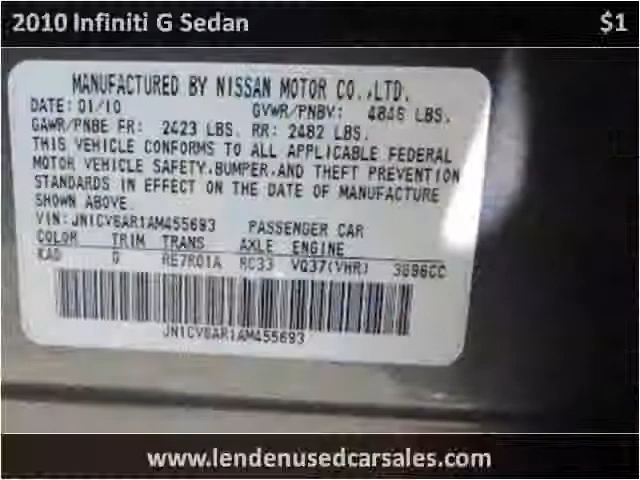 2010 Infiniti G Sedan $1
MANUFACTURED BY NISSAN MOTOR CO.,LTD.
DATE: 01/10 GVWR/PNBV: 4846 LBS.
GAWR/PNBE FR: 2423 LBS. RR: 2482 LBS.
THIS VEHICLE CONFORMS TO ALL APPLICABLE FEDERAL
MOTOR VEHICLE SAFETY,BUMPER,AND THEFT PREVENTION
STANDARDS IN EFFECT ON THE DATE OF MANUFACTURE
SHOWN ABOVE.
VIN:JN1CV6AR1AM455693 PASSENGER CAR
COLOR TRIM TRANS AXLE ENGINE
KAD G RE7R01A RC33 VQ37(VHR) 3696CC
JN1CV6AR1AM455693
www.lendenusedcarsales.com